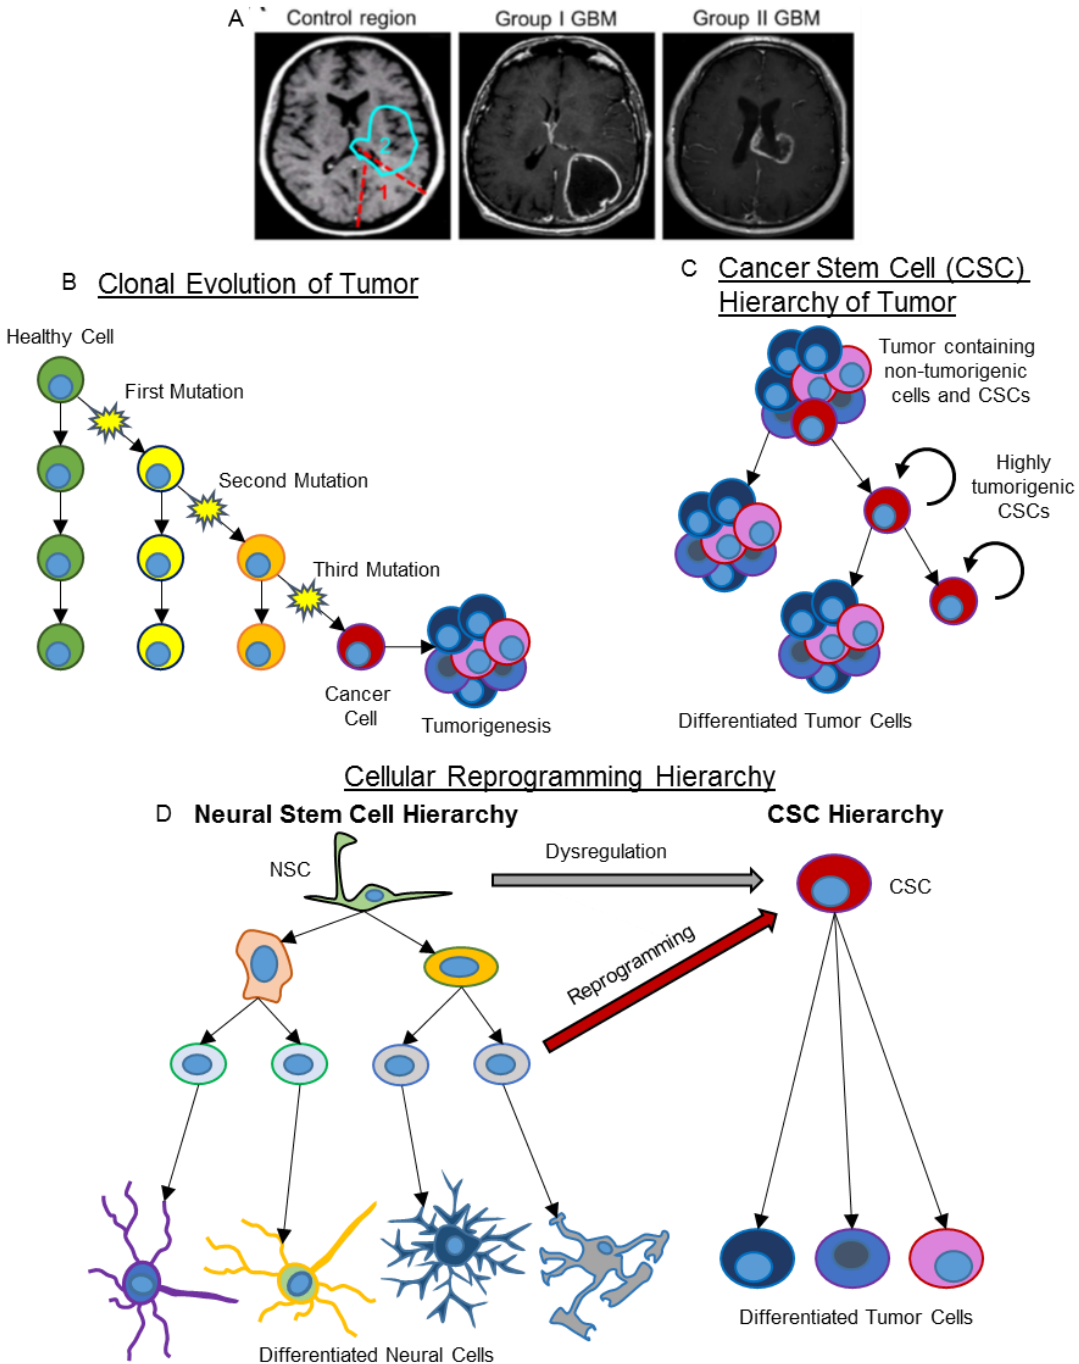 A
Control region
Group I GBM
Group II GBM
2
1
B Clonal Evolution of Tumor
Healthy Cell
First Mutation
Second Mutation
Third Mutation
Cancer
Cell
Tumorigenesis
C Cancer Stem Cell (CSC)
Hierarchy of Tumor
Tumor containing
non-tumorigenic
cells and CSCs
Highly
tumorigenic
CSCs
Differentiated Tumor Cells
Cellular Reprogramming Hierarchy
D Neural Stem Cell Hierarchy
CSC Hierarchy
NSC
Dysregulation
CSC
Reprogramming
Differentiated Neural Cells
Differentiated Tumor Cells